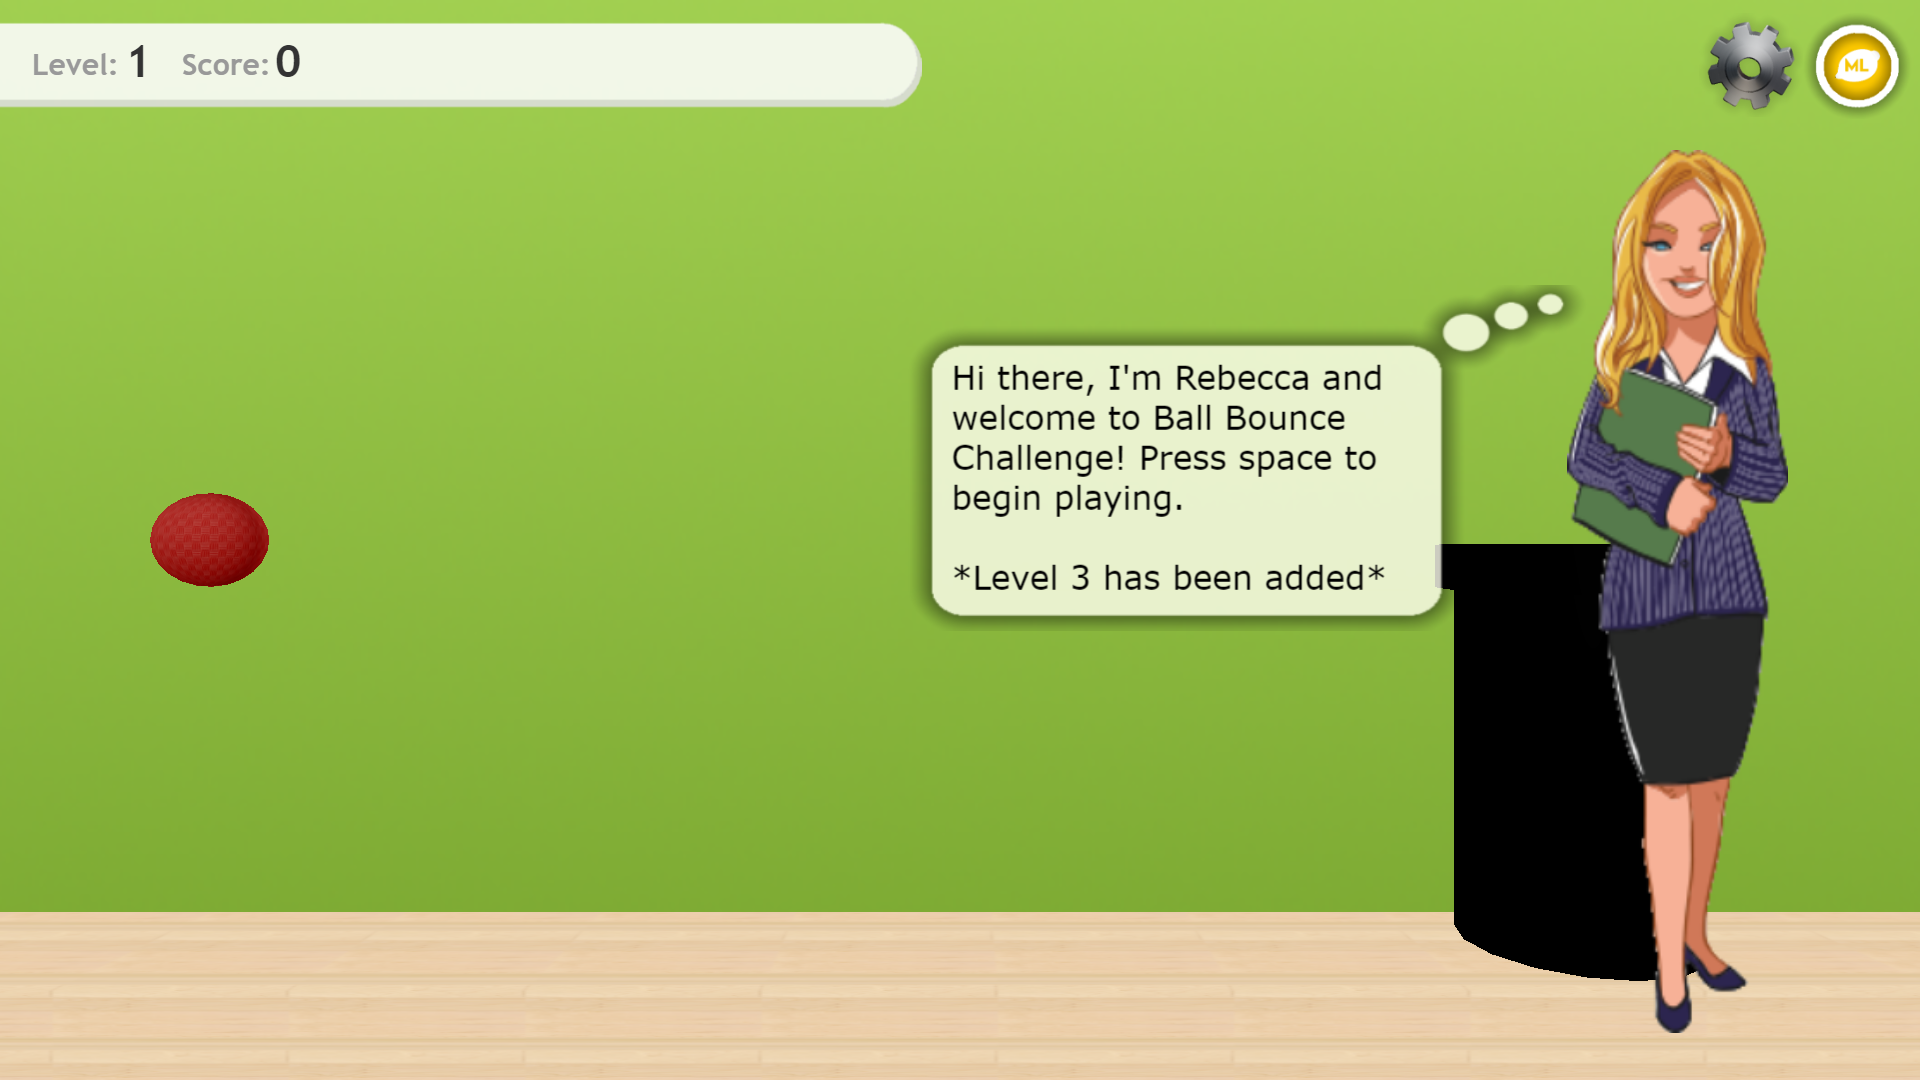 Level: 1 Score: 0
ML
Hi there, I'm Rebecca and
welcome to Ball Bounce
Challenge! Press space to
begin playing.
*Level 3 has been added*